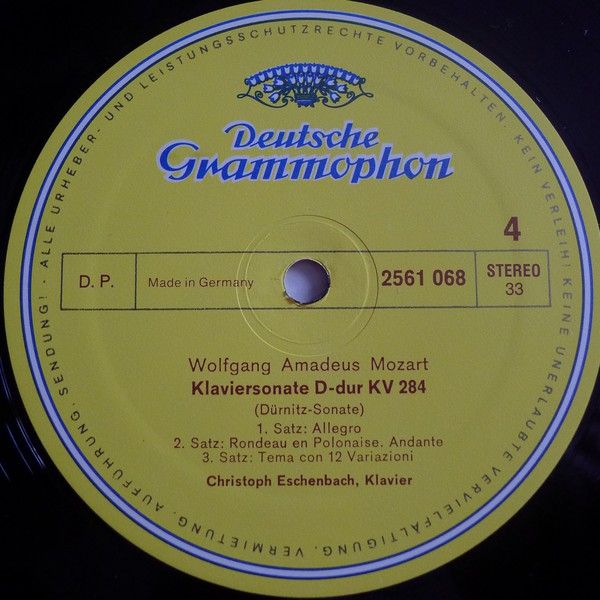 ALLE URHEBER- UND LEISTUNGSSCHUTZRECHTE VORBEHALTEN. KEIN VERLEIH! KEINE UNERLAUBTE VERVIELFÄLTIGUNG, VERMIETUNG, AUFFÜHRUNG, SENDUNG!
Deutsche
Grammophon
4
D. P.
Made in Germany
2561 068
STEREO
33
Wolfgang Amadeus Mozart
Klaviersonate D-dur KV 284
(Dürnitz-Sonate)
1. Satz: Allegro
2. Satz: Rondeau en Polonaise. Andante
3. Satz: Tema con 12 Variazioni
Christoph Eschenbach, Klavier